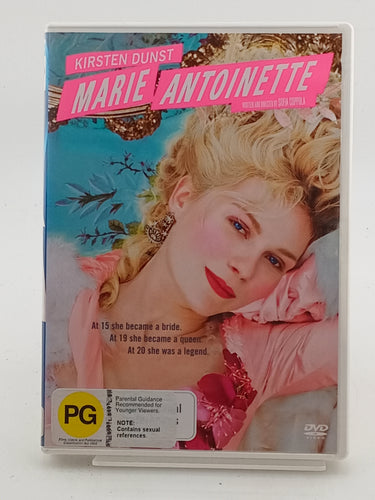 KIRSTEN DUNST
MARIE ANTOINETTE
WRITTEN AND DIRECTED BY SOFIA COPPOLA
At 15 she became a bride.
At 19 she became a queen.
At 20 she was a legend.
PG
Parental Guidance
Recommended for
Younger Viewers.
NOTE:
Contains sexual
references.
DVD
VIDEO